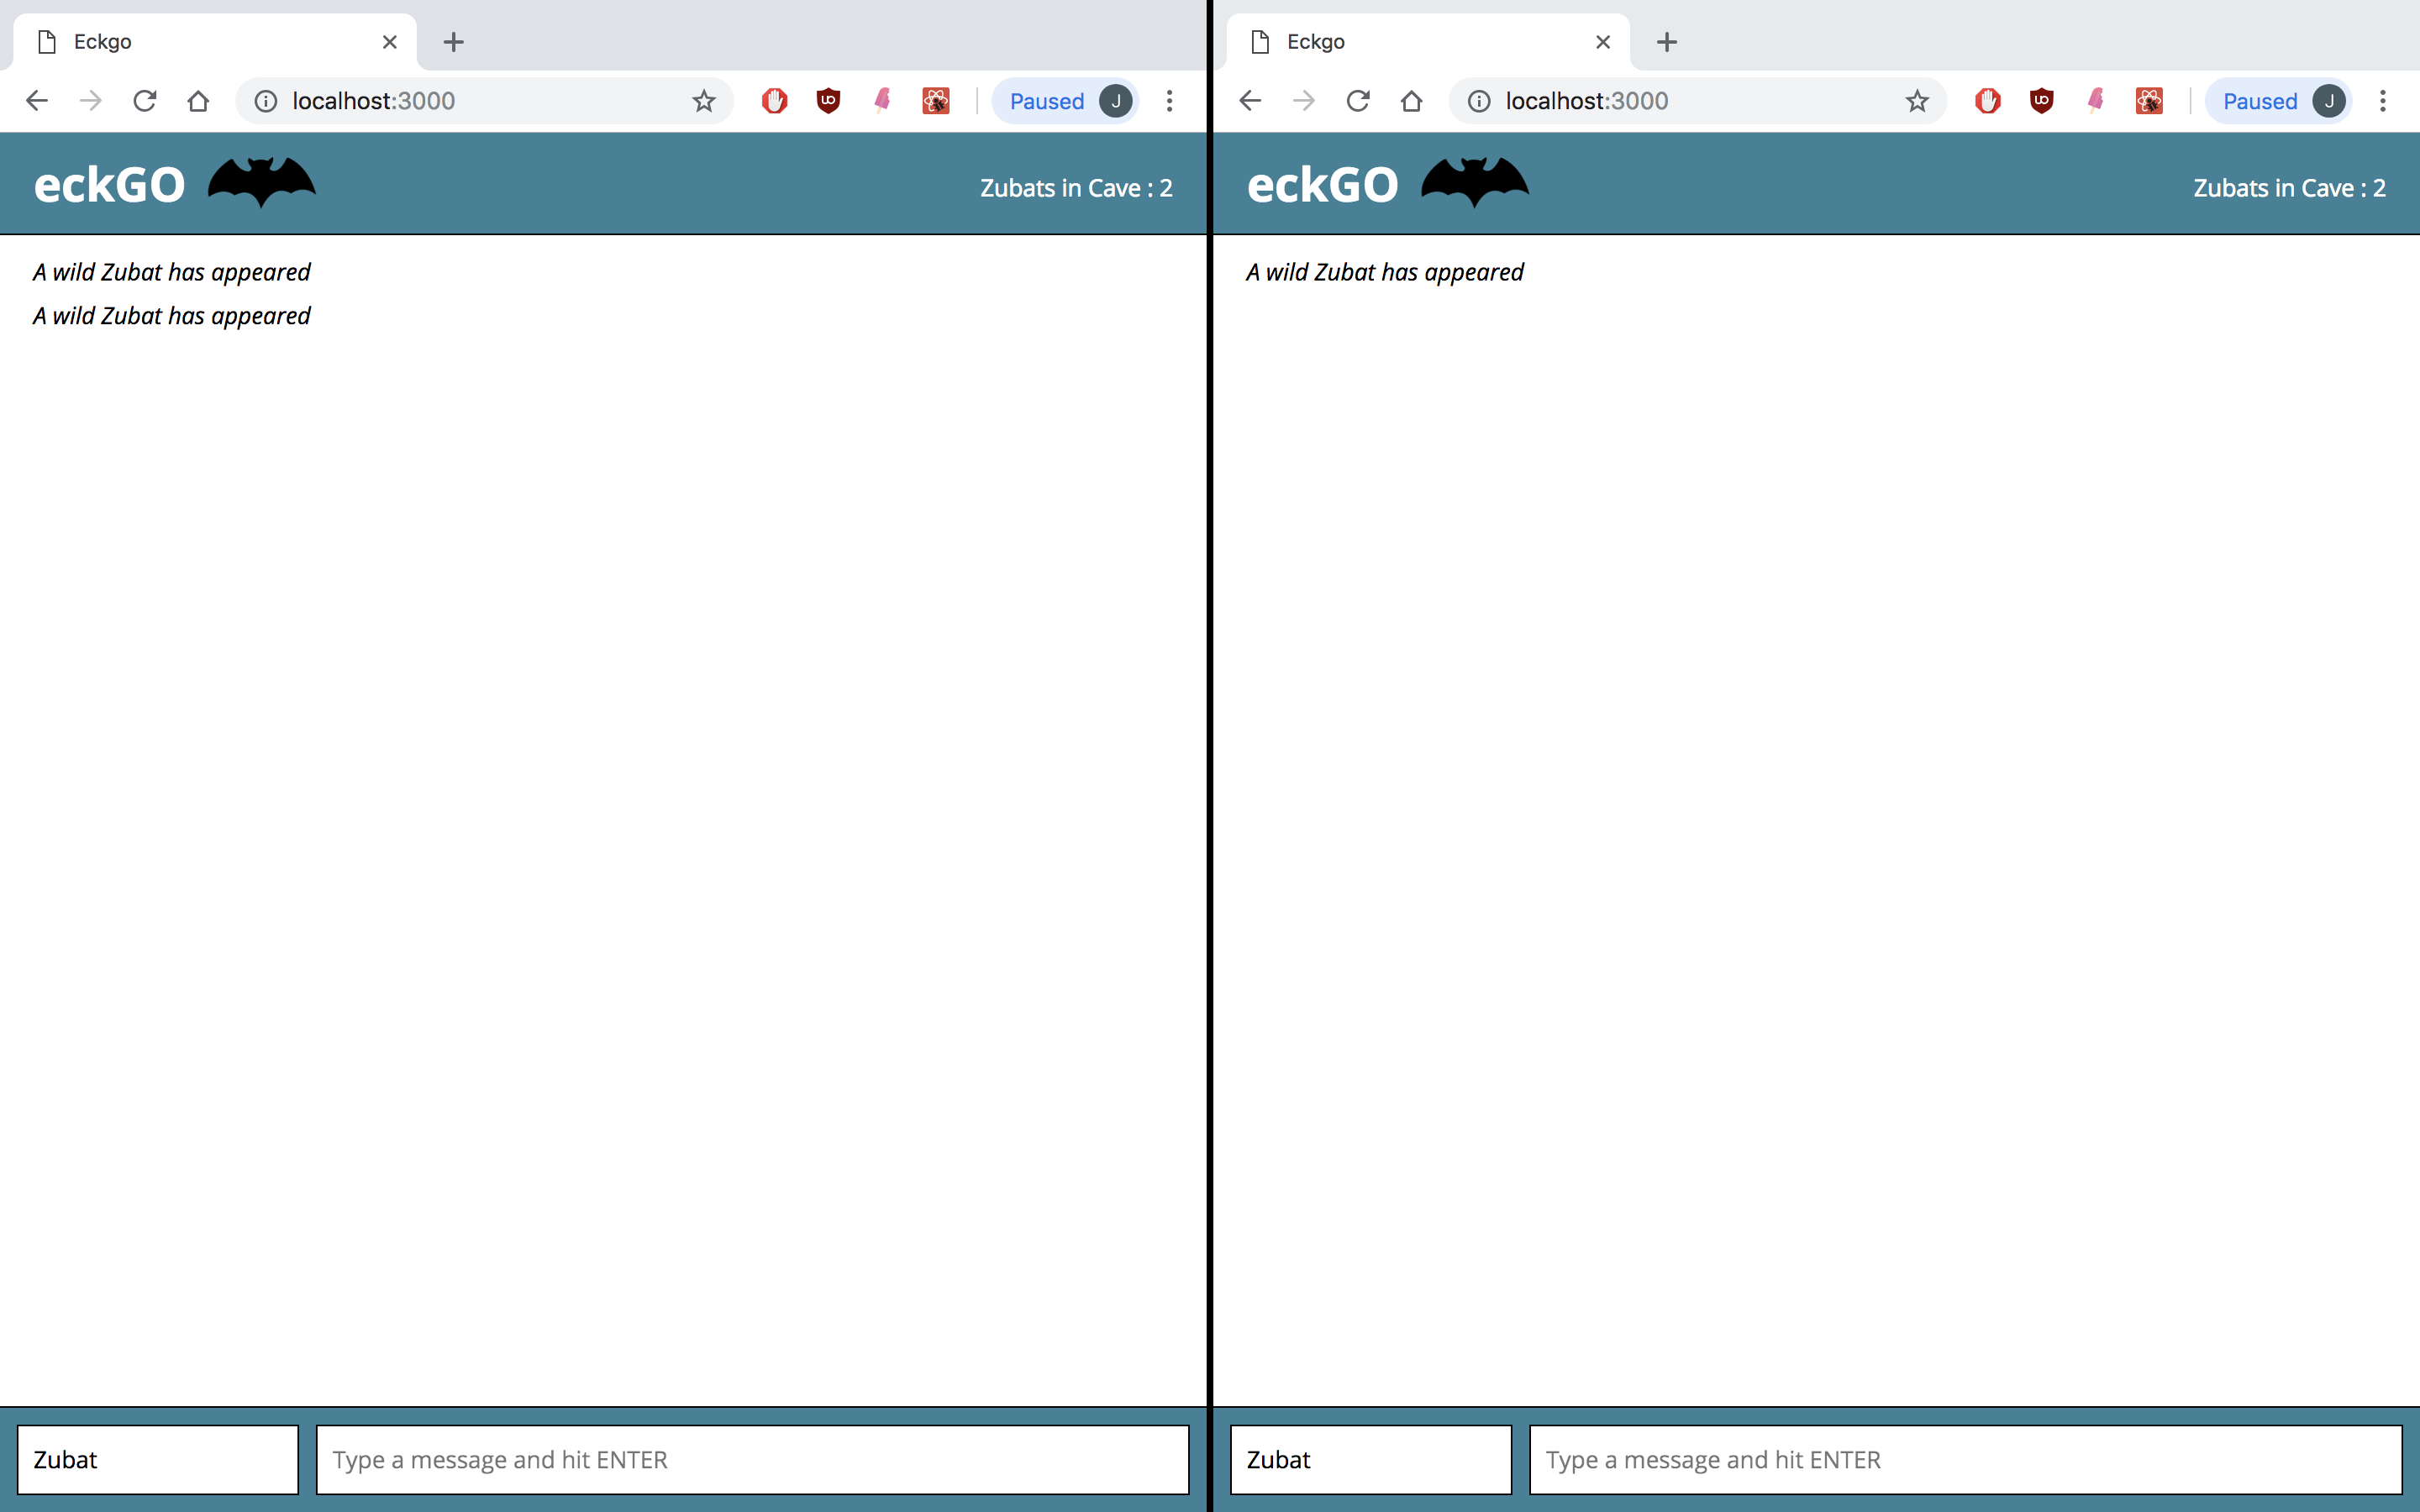 Eckgo
localhost:3000
Paused J
eckGO
Zubats in Cave : 2
A wild Zubat has appeared
A wild Zubat has appeared
Zubat
Type a message and hit ENTER
Eckgo
localhost:3000
Paused J
eckGO
Zubats in Cave : 2
A wild Zubat has appeared
Zubat
Type a message and hit ENTER